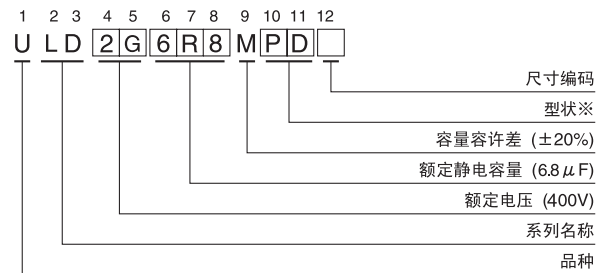 1 2 3 4 5 6 7 8 9 10 11 12
U L D 2 G 6 R 8 M P D
尺寸编码
型状※
容量容许差 (±20%)
额定静电容量 (6.8μF)
额定电压 (400V)
系列名称
品种